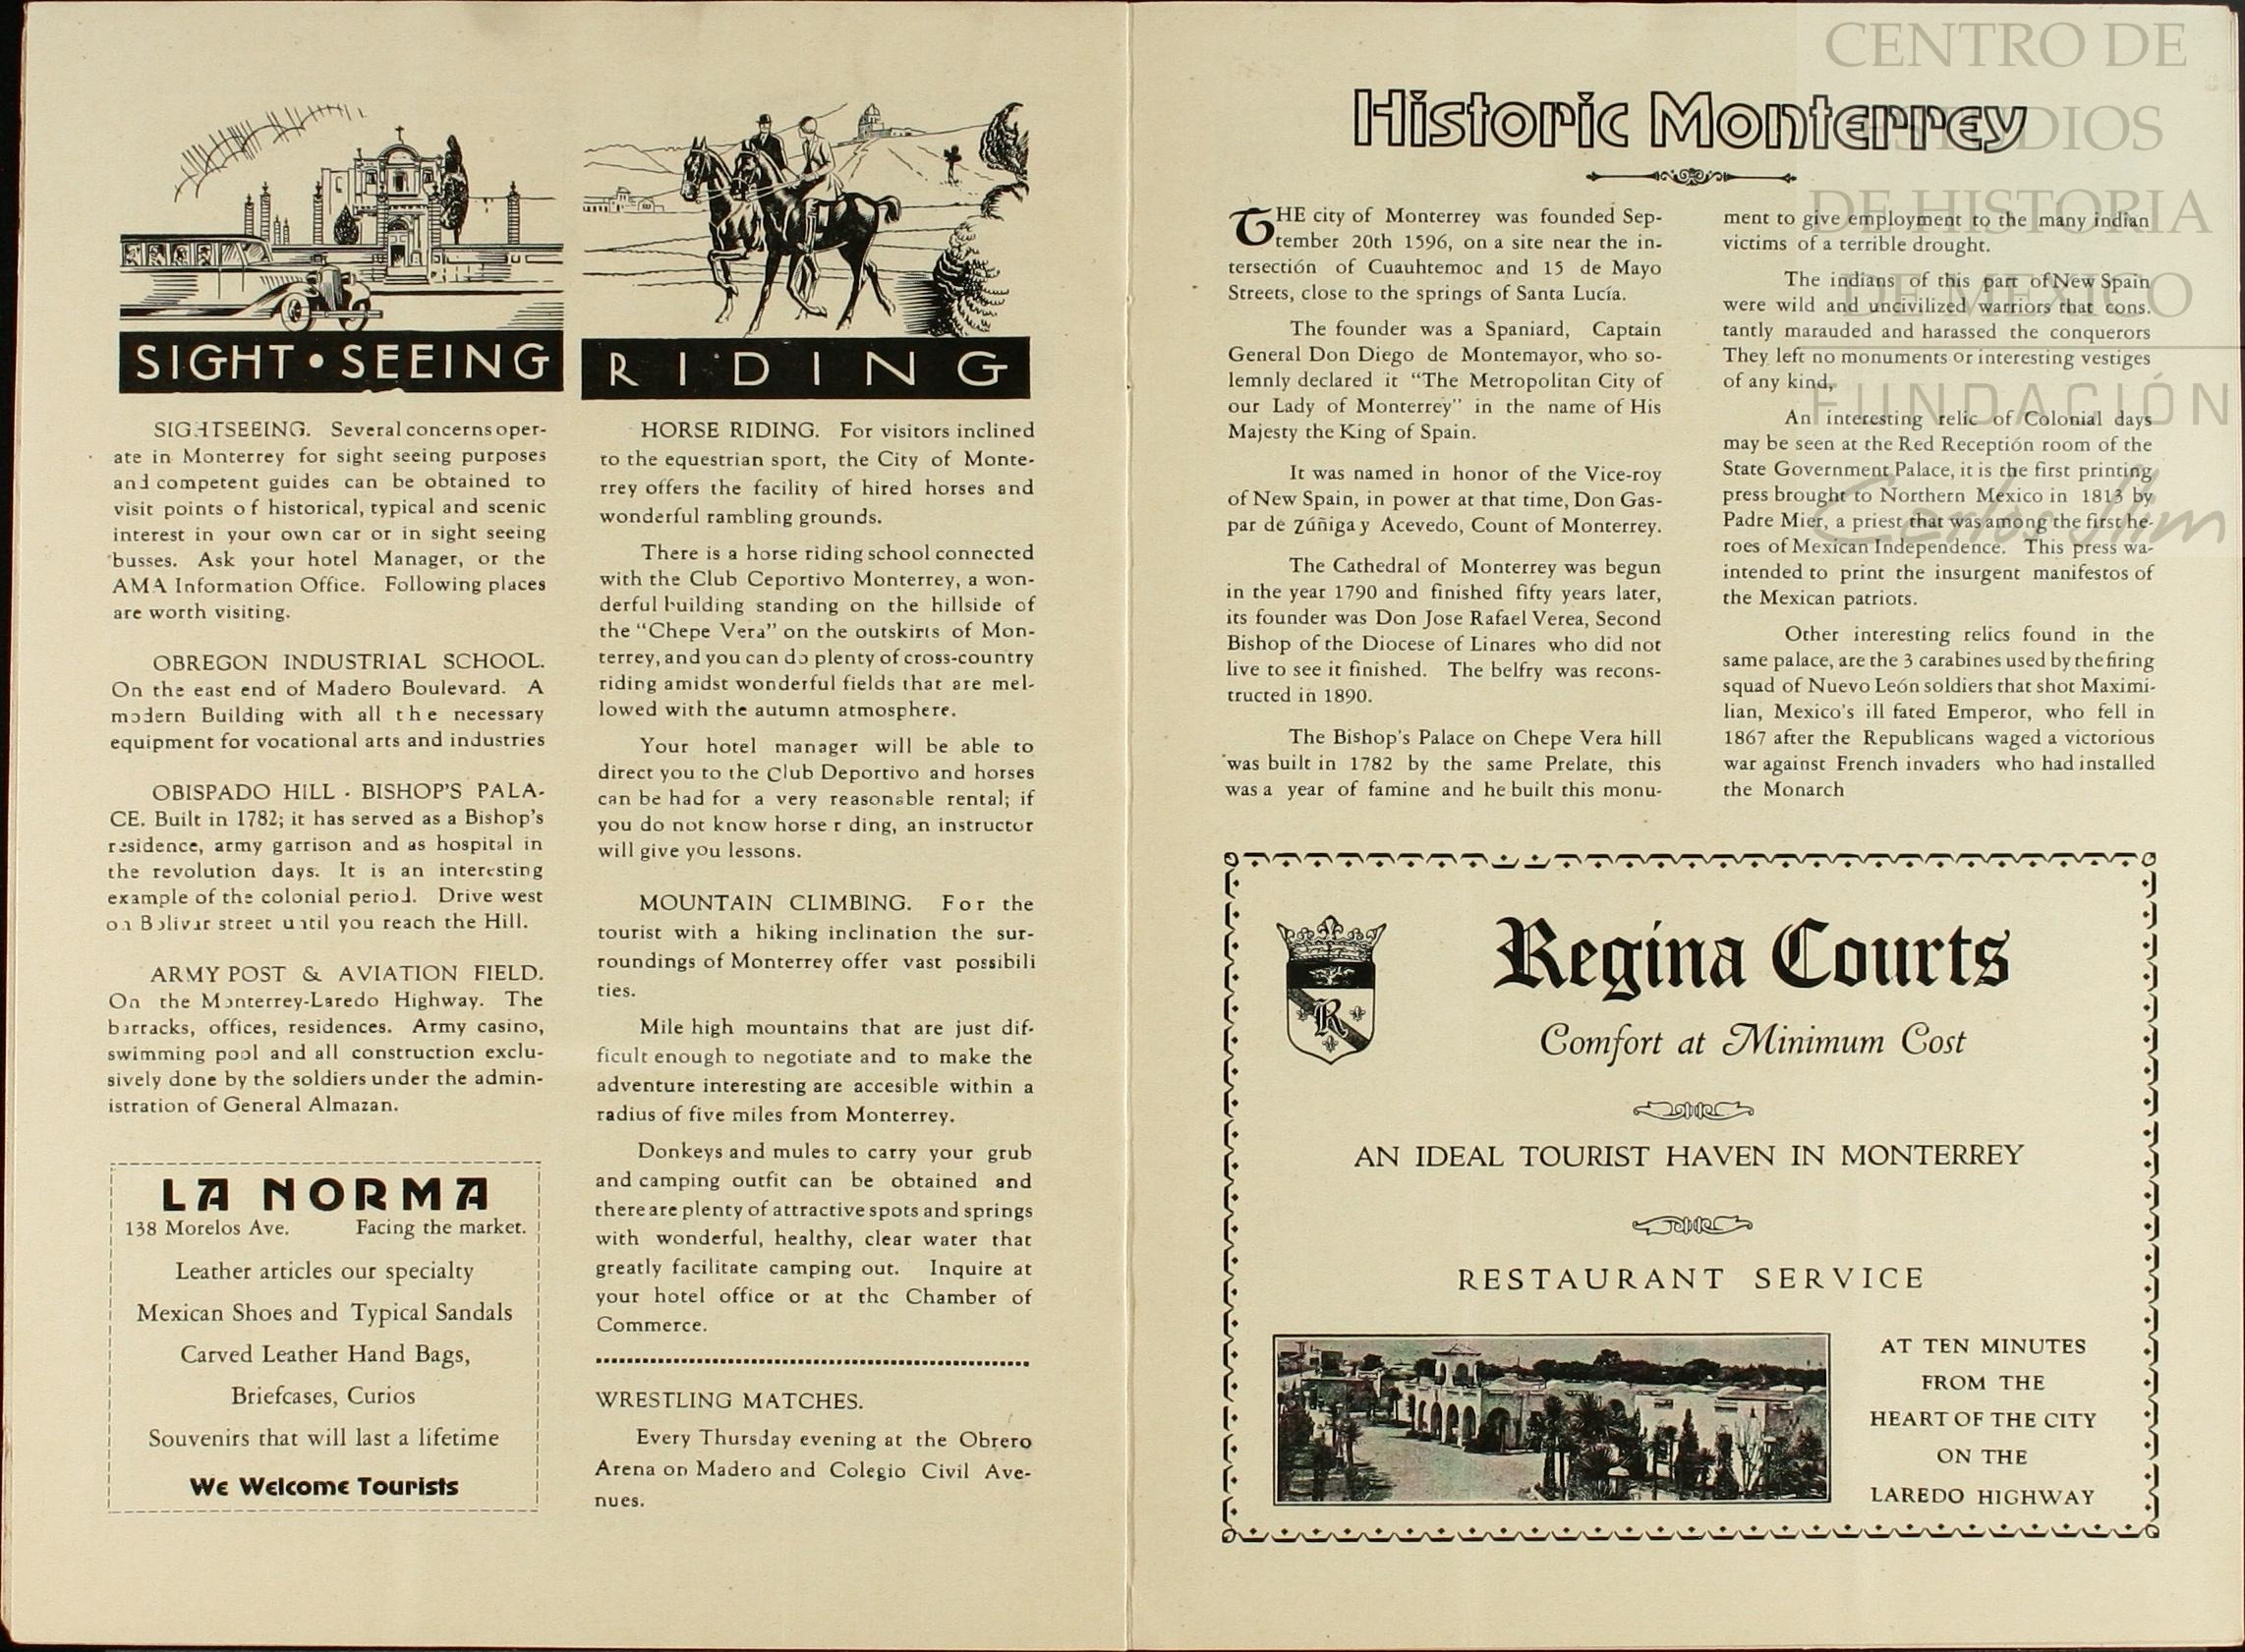 SIGHT • SEEING
SIGHTSEEING. Several concerns oper-
ate in Monterrey for sight seeing purposes
and competent guides can be obtained to
visit points of historical, typical and scenic
interest in your own car or in sight seeing
busses. Ask your hotel Manager, or the
AMA Information Office. Following places
are worth visiting.
OBREGON INDUSTRIAL SCHOOL.
On the east end of Madero Boulevard. A
modern Building with all the necessary
equipment for vocational arts and industries
OBISPADO HILL - BISHOP'S PALA-
CE. Built in 1782; it has served as a Bishop's
residence, army garrison and as hospital in
the revolution days. It is an interesting
example of the colonial period. Drive west
on Bolivar street until you reach the Hill.
ARMY POST & AVIATION FIELD.
On the Monterrey-Laredo Highway. The
barracks, offices, residences. Army casino,
swimming pool and all construction exclu-
sively done by the soldiers under the admin-
istration of General Almazan.
LA NORMA
138 Morelos Ave. Facing the market.
Leather articles our specialty
Mexican Shoes and Typical Sandals
Carved Leather Hand Bags,
Briefcases, Curios
Souvenirs that will last a lifetime
We Welcome Tourists
RIDING
HORSE RIDING. For visitors inclined
to the equestrian sport, the City of Monte-
rrey offers the facility of hired horses and
wonderful rambling grounds.
There is a horse riding school connected
with the Club Ceportivo Monterrey, a won-
derful building standing on the hillside of
the "Chepe Vera" on the outskirts of Mon-
terrey, and you can do plenty of cross-country
riding amidst wonderful fields that are mel-
lowed with the autumn atmosphere.
Your hotel manager will be able to
direct you to the Club Deportivo and horses
can be had for a very reasonable rental; if
you do not know horse r ding, an instructor
will give you lessons.
MOUNTAIN CLIMBING. For the
tourist with a hiking inclination the sur-
roundings of Monterrey offer vast possibili
ties.
Mile high mountains that are just dif-
ficult enough to negotiate and to make the
adventure interesting are accesible within a
radius of five miles from Monterrey.
Donkeys and mules to carry your grub
and camping outfit can be obtained and
there are plenty of attractive spots and springs
with wonderful, healthy, clear water that
greatly facilitate camping out. Inquire at
your hotel office or at the Chamber of
Commerce.
WRESTLING MATCHES.
Every Thursday evening at the Obrero
Arena on Madero and Colegio Civil Ave-
nues.
Historic Monterrey
THE city of Monterrey was founded Sep-
tember 20th 1596, on a site near the in-
tersectión of Cuauhtemoc and 15 de Mayo
Streets, close to the springs of Santa Lucía.
The founder was a Spaniard, Captain
General Don Diego de Montemayor, who so-
lemnly declared it "The Metropolitan City of
our Lady of Monterrey" in the name of His
Majesty the King of Spain.
It was named in honor of the Vice-roy
of New Spain, in power at that time, Don Gas-
par de Zúñiga y Acevedo, Count of Monterrey.
The Cathedral of Monterrey was begun
in the year 1790 and finished fifty years later,
its founder was Don Jose Rafael Verea, Second
Bishop of the Diocese of Linares who did not
live to see it finished. The belfry was recons-
tructed in 1890.
The Bishop's Palace on Chepe Vera hill
was built in 1782 by the same Prelate, this
was a year of famine and he built this monu-
ment to give employment to the many indian
victims of a terrible drought.
The indians of this part of New Spain
were wild and uncivilized warriors that cons.
tantly marauded and harassed the conquerors
They left no monuments or interesting vestiges
of any kind,
An interesting relic of Colonial days
may be seen at the Red Receptión room of the
State Government Palace, it is the first printing
press brought to Northern Mexico in 1813 by
Padre Mier, a priest that was among the first he-
roes of Mexican Independence. This press wa-
intended to print the insurgent manifestos of
the Mexican patriots.
Other interesting relics found in the
same palace, are the 3 carabines used by the firing
squad of Nuevo León soldiers that shot Maximi-
lian, Mexico's ill fated Emperor, who fell in
1867 after the Republicans waged a victorious
war against French invaders who had installed
the Monarch
R
Regina Courts
Comfort at Minimum Cost
AN IDEAL TOURIST HAVEN IN MONTERREY
RESTAURANT SERVICE
AT TEN MINUTES
FROM THE
HEART OF THE CITY
ON THE
LAREDO HIGHWAY
CENTRO DE
ESTUDIOS
DE HISTORIA
DE MEXICO
FUNDACIÓN
Carlos Slim